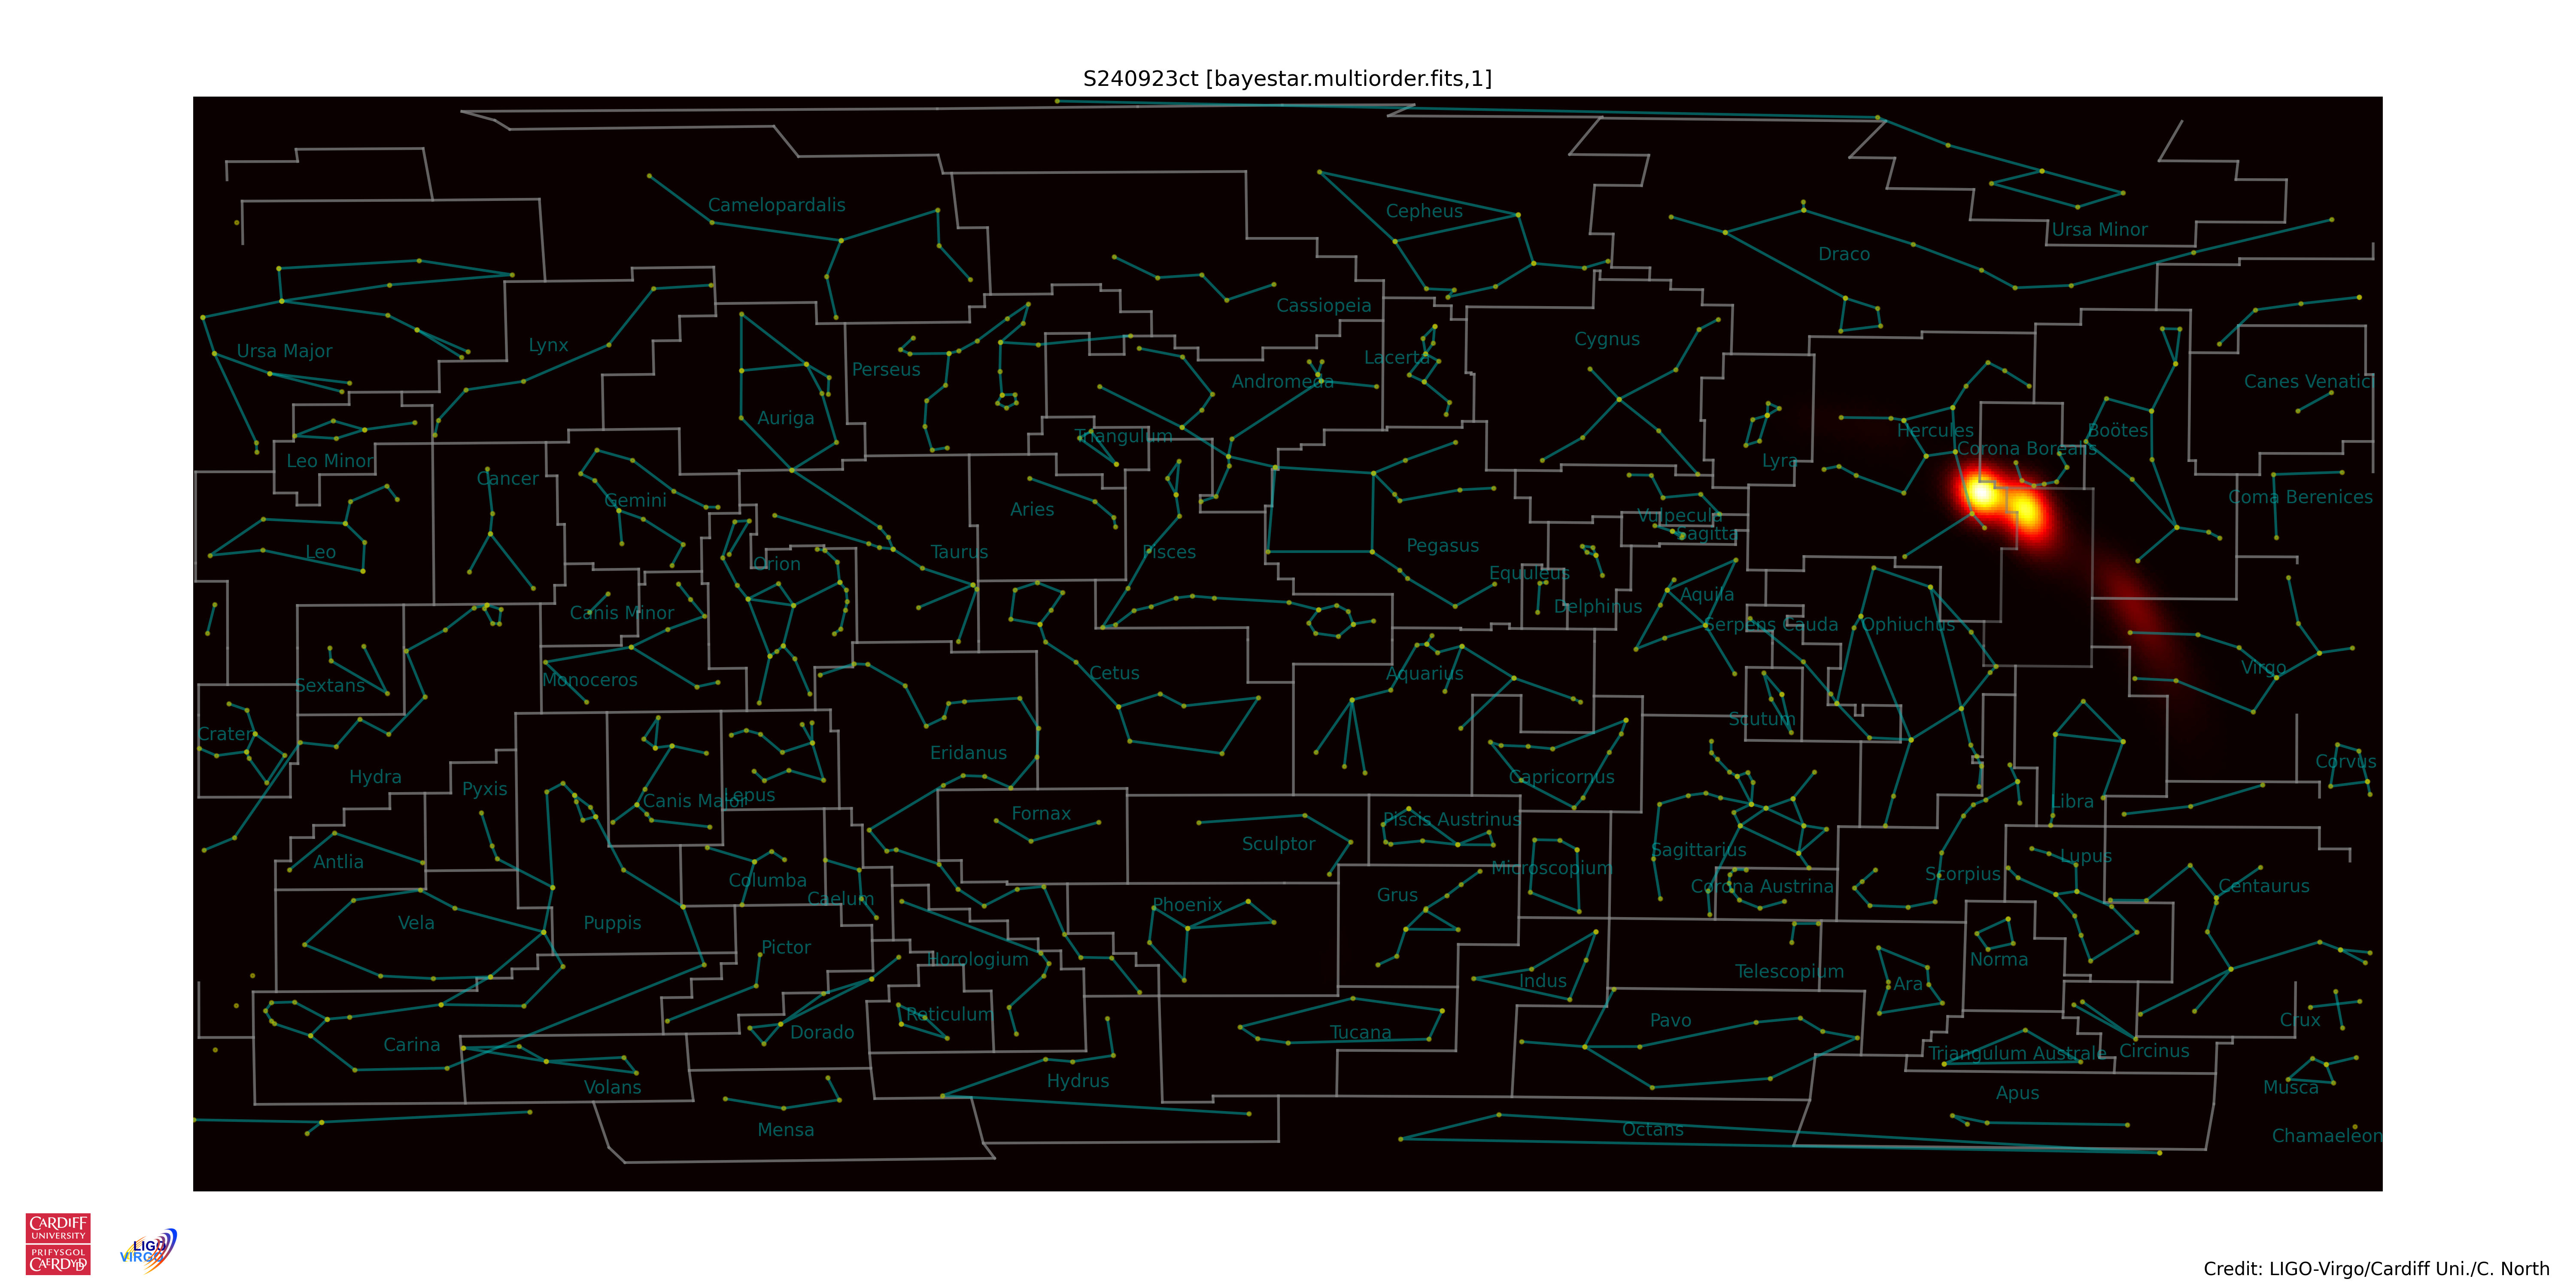 S240923ct [bayestar.multiorder.fits,1]
Camelopardalis
Cepheus
Ursa Minor
Draco
Cassiopeia
Ursa Major
Lynx
Perseus
Andromeda
Lacerta
Cygnus
Canes Venatici
Auriga
Triangulum
Hercules
Boötes
Corona Borealis
Leo Minor
Lyra
Cancer
Gemini
Aries
Vulpecula
Coma Berenices
Sagitta
Leo
Orion
Taurus
Pisces
Pegasus
Equuleus
Canis Minor
Delphinus
Aquila
Serpens Cauda
Ophiuchus
Sextans
Monoceros
Cetus
Aquarius
Virgo
Crater
Scutum
Hydra
Eridanus
Capricornus
Corvus
Pyxis
Canis Major
Lepus
Libra
Fornax
Piscis Austrinus
Antlia
Sculptor
Sagittarius
Lupus
Columba
Microscopium
Corona Austrina
Scorpius
Centaurus
Caelum
Grus
Phoenix
Vela
Puppis
Pictor
Horologium
Indus
Telescopium
Ara
Norma
Reticulum
Carina
Dorado
Tucana
Pavo
Crux
Triangulum Australe
Circinus
Volans
Hydrus
Apus
Musca
Mensa
Octans
Chamaeleon
CARDIFF
UNIVERSITY
PRIFYSGOL
CAERDYDD
LIGO
VIRGO
Credit: LIGO-Virgo/Cardiff Uni./C. North